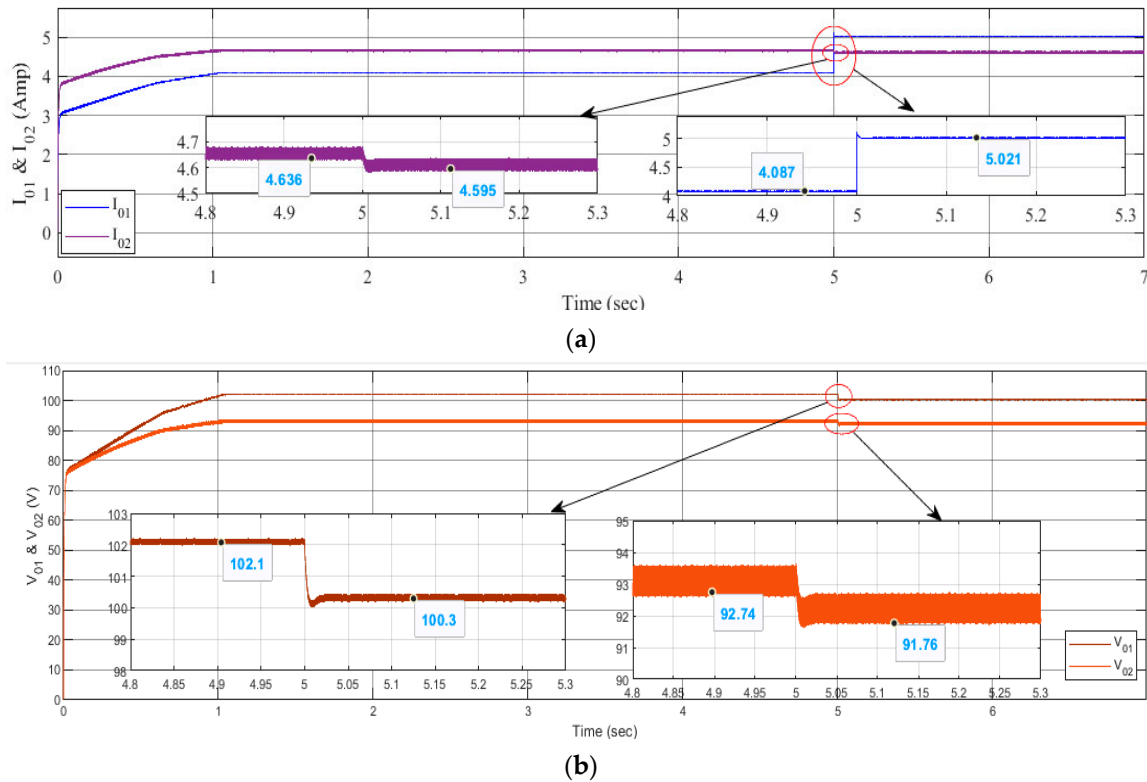 I01 & I02 (Amp)
5
4
3
2
1
0
4.7
4.6
4.5
4.636
4.595
4.8 4.9 5 5.1 5.2 5.3
5
4.5
4
4.087
5.021
4.8 4.9 5 5.1 5.2 5.3
I01
I02
0 1 2 3 4 5 6 7
Time (sec)
(a)
V01 & V02 (V)
110
100
90
80
70
60
50
40
30
20
10
0
103
102
101
100
99
98
102.1
100.3
4.8 4.85 4.9 4.95 5 5.05 5.1 5.15 5.2 5.25 5.3
95
94
93
92
91
90
92.74
91.76
4.8 4.85 4.9 4.95 5 5.05 5.1 5.15 5.2 5.25 5.3
V01
V02
0 1 2 3 4 5 6
Time (sec)
(b)